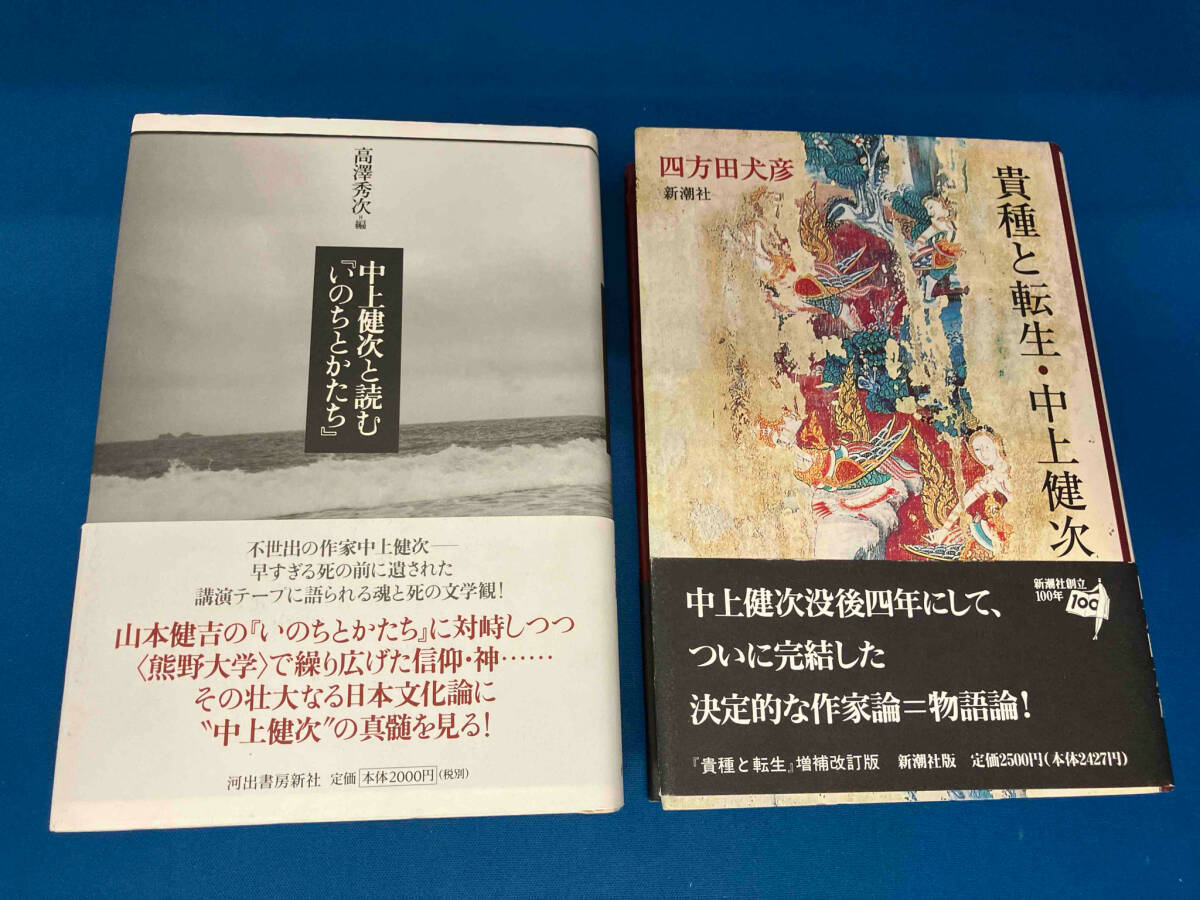 高澤秀次=編
中上健次と読む
『いのちとかたち』
不世出の作家中上健次──
早すぎる死の前に遺された
講演テープに語られる魂と死の文学観!
山本健吉の『いのちとかたち』に対峙しつつ
〈熊野大学〉で繰り広げた信仰・神……
その壮大なる日本文化論に
〝中上健次〟の真髄を見る!
河出書房新社 定価 本体2000円(税別)
四方田犬彦
新潮社
貴種と転生・中上健次
新潮社創立
100年
100
中上健次没後四年にして、
ついに完結した
決定的な作家論=物語論!
『貴種と転生』増補改訂版 新潮社版 定価2500円(本体2427円)